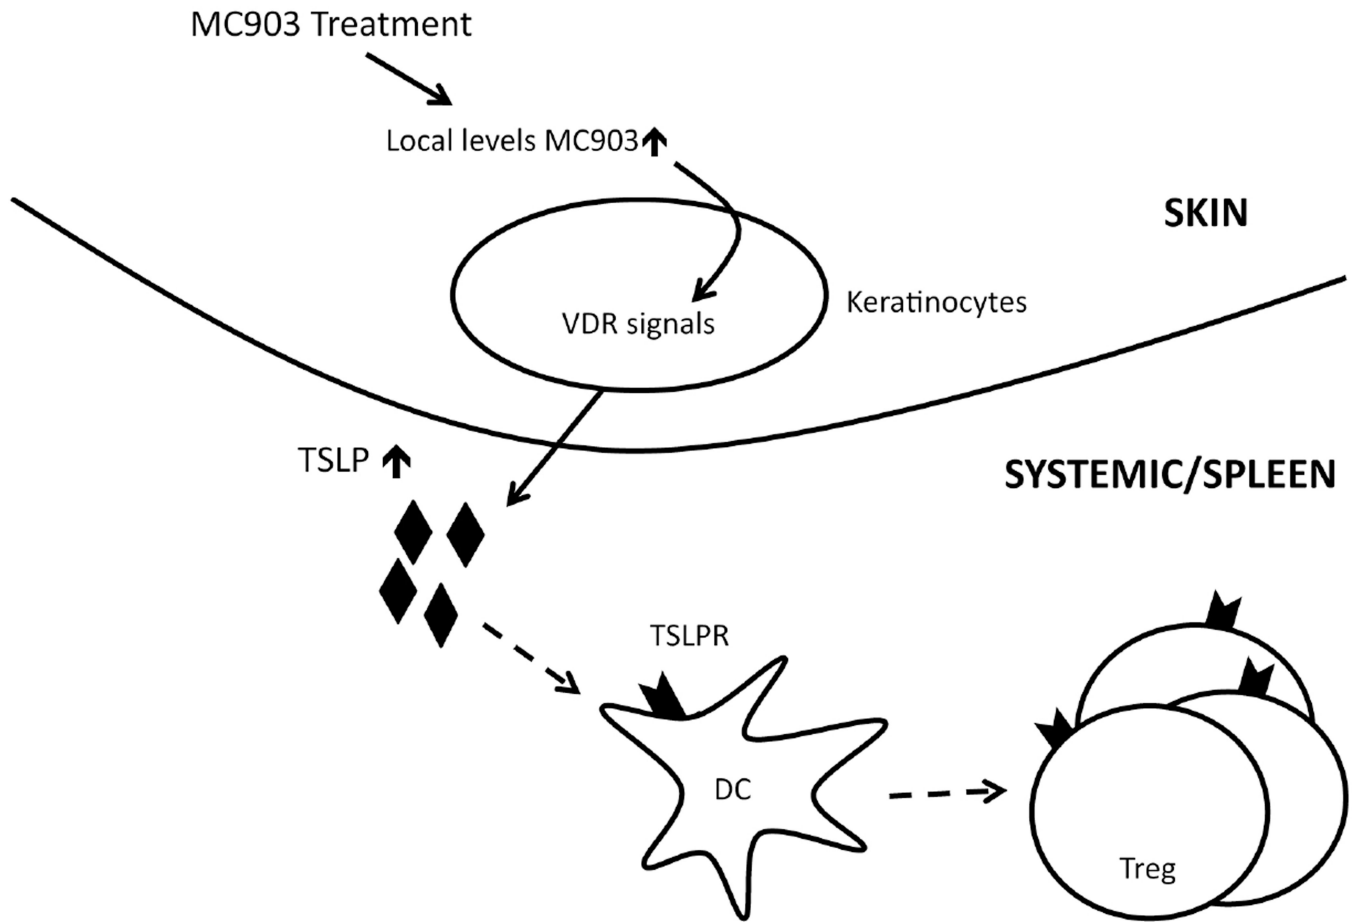 MC903 Treatment
Local levels MC903
SKIN
Keratinocytes
VDR signals
TSLP
SYSTEMIC/SPLEEN
TSLPR
DC
Treg